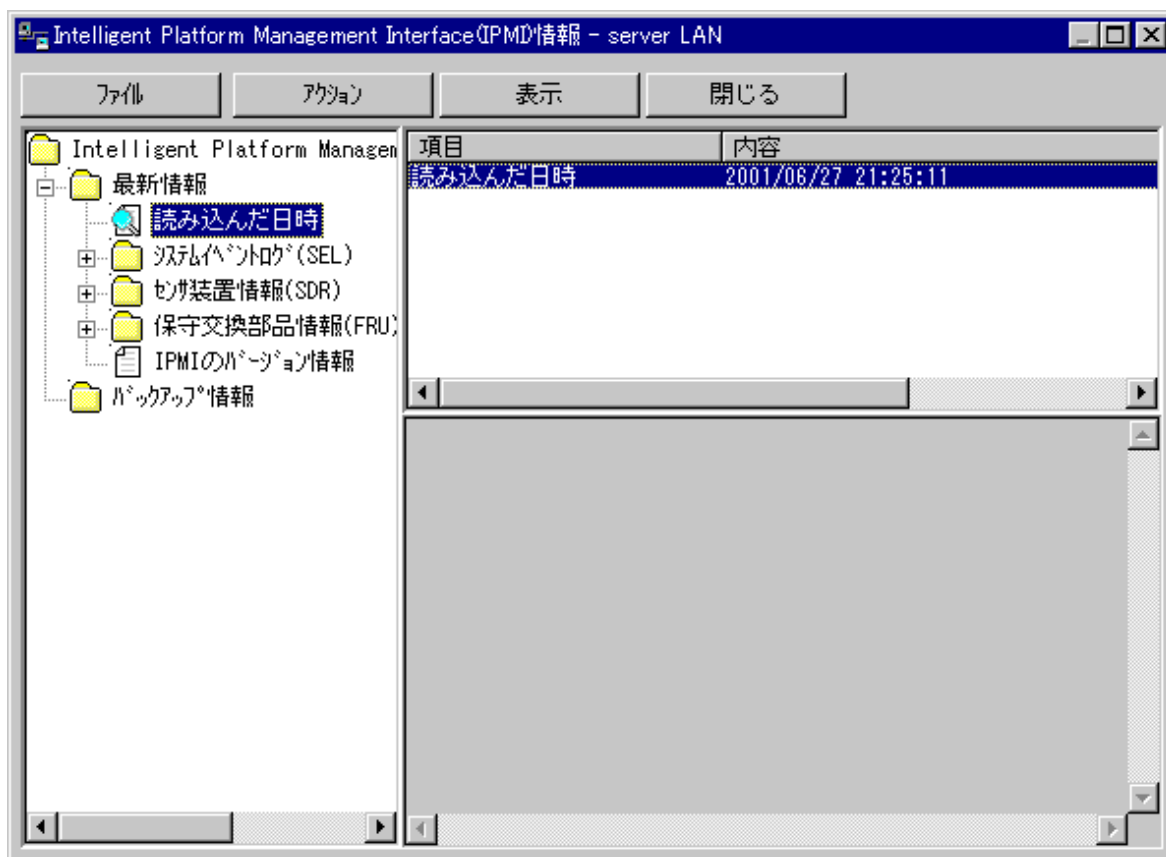 Intelligent Platform Management Interface(IPMI)情報 - server LAN
ﾌｧｲﾙ
ｱｸｼｮﾝ
表示
閉じる
Intelligent Platform Managem
最新情報
読み込んだ日時
ｼｽﾃﾑｲﾍﾞﾝﾄﾛｸﾞ(SEL)
ｾﾝｻ装置情報(SDR)
保守交換部品情報(FRU)
IPMIのﾊﾞｰｼﾞｮﾝ情報
ﾊﾞｯｸｱｯﾌﾟ情報
項目 内容
読み込んだ日時 2001/06/27 21:25:11